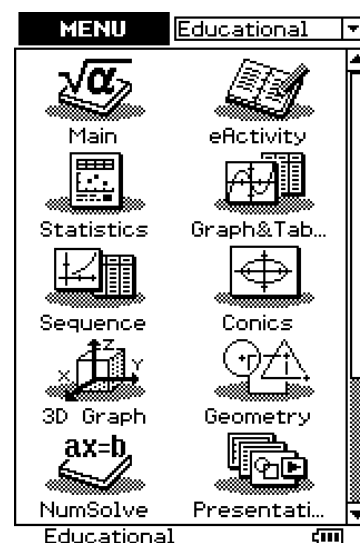 MENU Educational
√α
Main eActivity
Statistics Graph&Tab...
Sequence Conics
Z
X Y
3D Graph Geometry
ax=b
NumSolve Presentati...
Educational